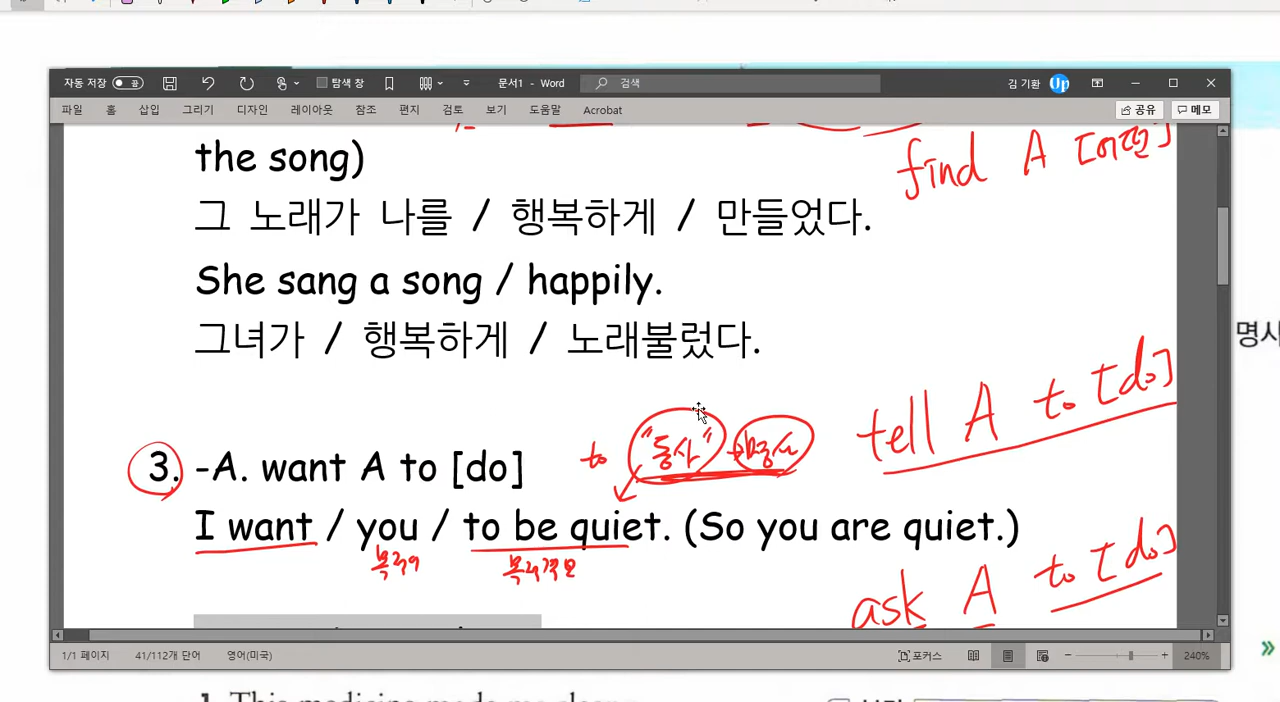 자동 저장 끔 탐색 창 문서1 - Word 검색 김 기환 Up
파일 홈 삽입 그리기 디자인 레이아웃 참조 편지 검토 보기 도움말 Acrobat 공유 메모
the song)
find A [어떤]
그 노래가 나를 / 행복하게 / 만들었다.
She sang a song / happily.
그녀가 / 행복하게 / 노래불렀다.
명사
tell A to [do]
to "동사"
3. -A. want A to [do]
I want / you / to be quiet. (So you are quiet.)
목적어 목적격보
ask A to [do]
1/1 페이지 41/112개 단어 영어(미국) 포커스 240%